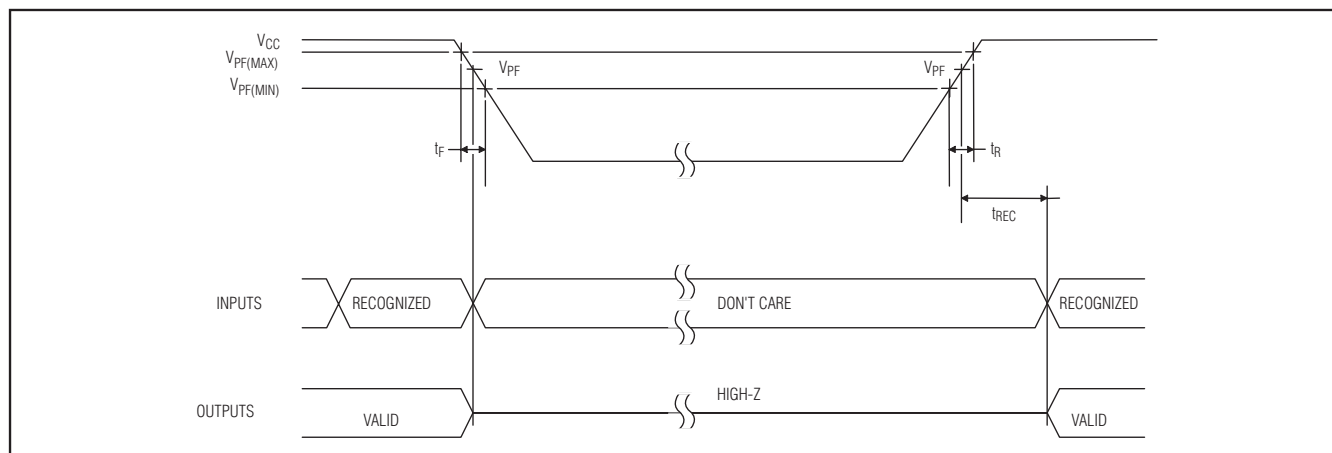 VCC
VPF(MAX)
VPF VPF
VPF(MIN)
tF tR
tREC
INPUTS RECOGNIZED DON'T CARE RECOGNIZED
HIGH-Z
OUTPUTS VALID VALID